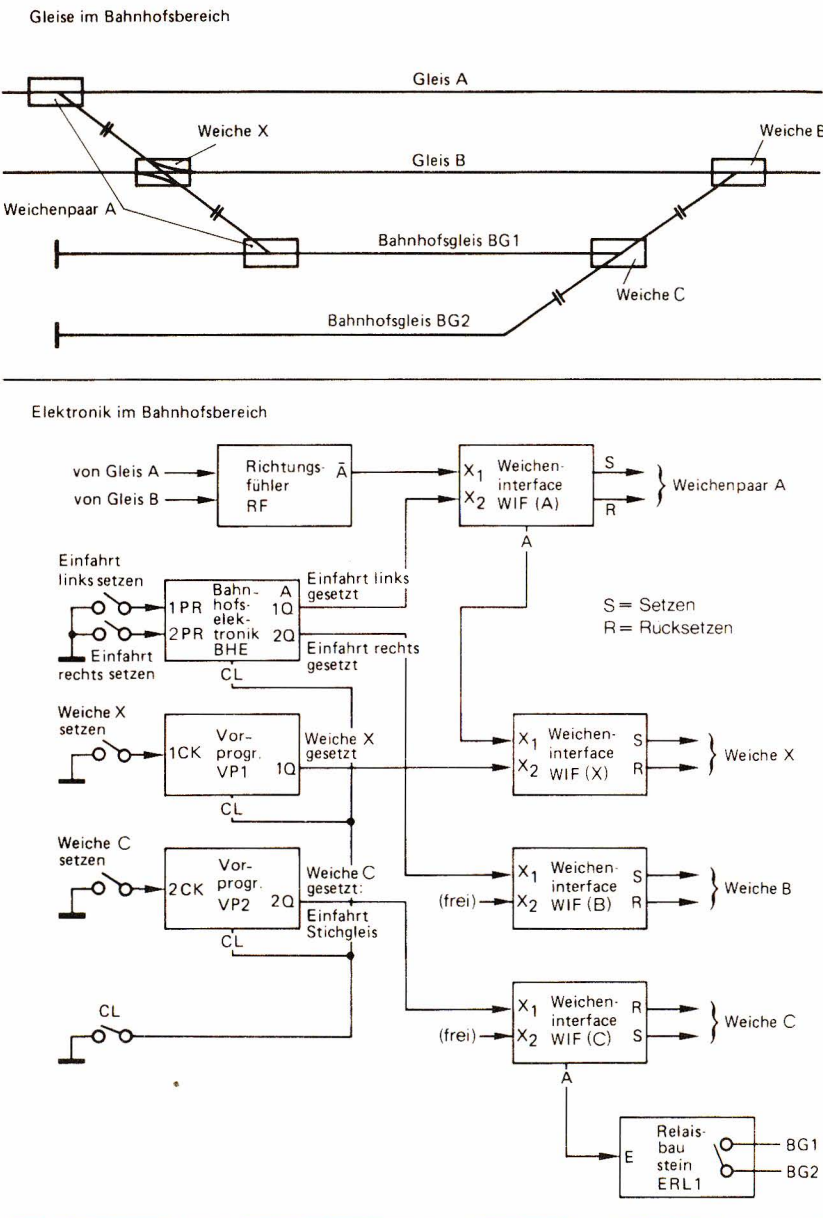 Gleise im Bahnhofsbereich
Gleis A
Weiche X
Weiche B
Gleis B
Weichenpaar A
Bahnhofsgleis BG1
Weiche C
Bahnhofsgleis BG2
Elektronik im Bahnhofsbereich
von Gleis A
von Gleis B
Richtungs-
fühler
RF
Ā
X1
X2
Weichen-
interface
WIF (A)
S
R
A
Weichenpaar A
Einfahrt
links setzen
Einfahrt
rechts setzen
1PR
2PR
Bahn-
hofs-
elek-
tronik
BHE
A
1Q
2Q
CL
Einfahrt links
gesetzt
Einfahrt rechts
gesetzt
S = Setzen
R = Rücksetzen
Weiche X
setzen
1CK
Vor-
progr.
VP1
1Q
CL
Weiche X
gesetzt
X1
X2
Weichen-
interface
WIF (X)
S
R
Weiche X
Weiche C
setzen
2CK
Vor-
progr.
VP2
2Q
CL
Weiche C
gesetzt:
Einfahrt
Stichgleis
(frei)
X1
X2
Weichen-
interface
WIF (B)
S
R
Weiche B
CL
(frei)
X1
X2
Weichen-
interface
WIF (C)
R
S
A
Weiche C
E
Relais-
bau
stein
ERL1
BG1
BG2